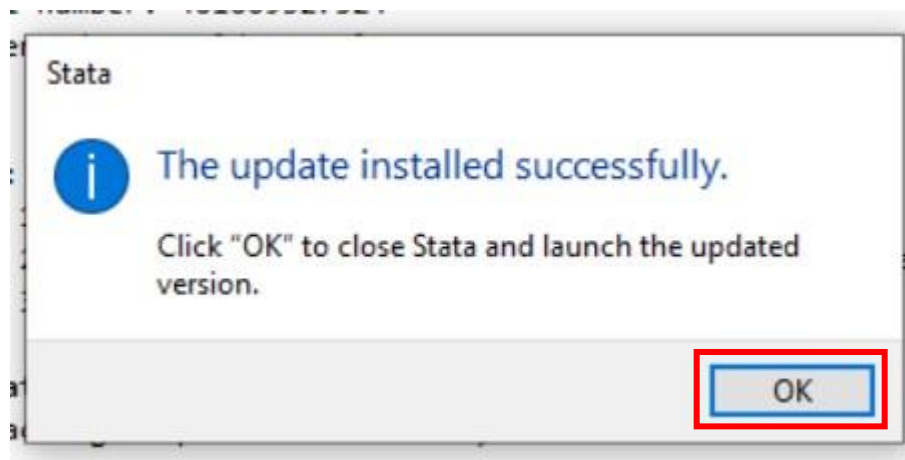 Stata
The update installed successfully.
Click “OK” to close Stata and launch the updated
version.
OK